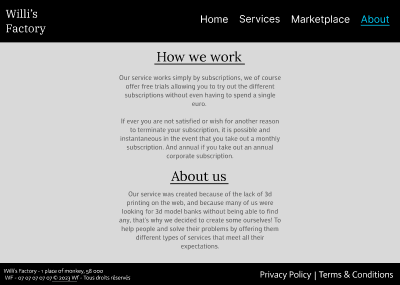 Willi's
Factory
Home Services Marketplace About
How we work
Our service works simply by subscriptions, we of course
offer free trials allowing you to try out the different
subscriptions without even having to spend a single
euro.
If ever you are not satisfied or wish for another reason
to terminate your subscription, it is possible and
instantaneous in the event that you take out a monthly
subscription. And annual if you take out an annual
corporate subscription.
About us
Our service was created because of the lack of 3d
printing on the web, and because many of us were
looking for 3d model banks without being able to find
any, that's why we decided to create some ourselves! To
help people and solve their problems by offering them
different types of services that meet all their
expectations.
Willi's Factory - 1 place of monkey, 58 000
WF - 07 07 07 07 07 © 2023 WF - Tous droits réservés
Privacy Policy | Terms & Conditions